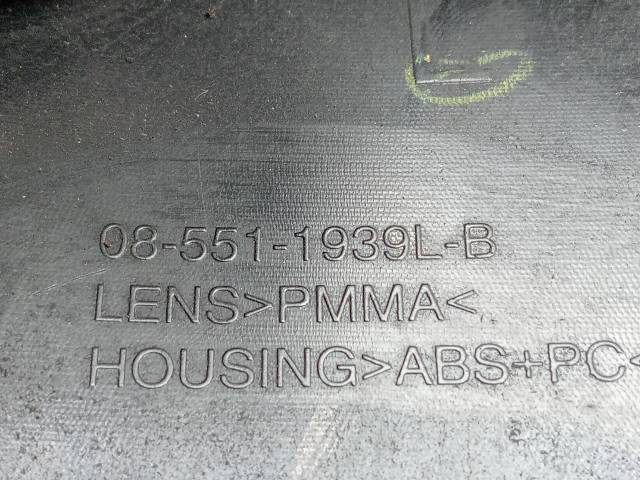 08-551-1939L-B
LENS>PMMA<
HOUSING>ABS+PC<